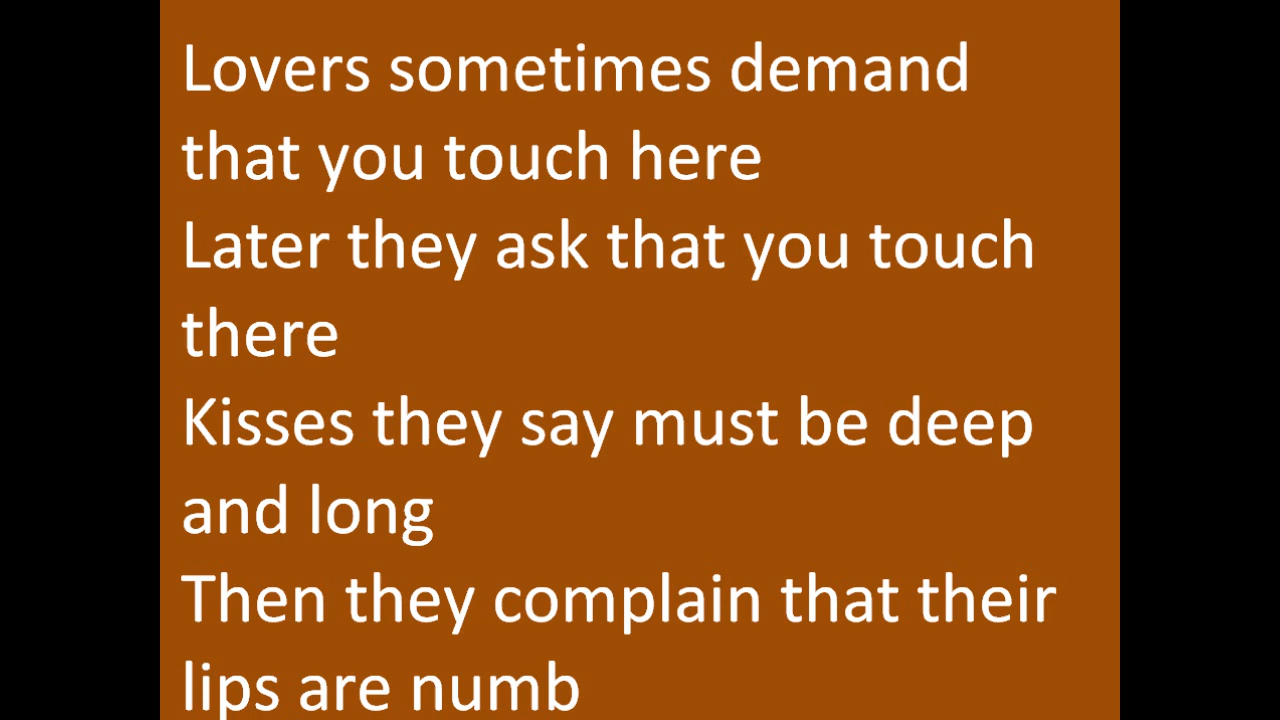 Lovers sometimes demand
that you touch here
Later they ask that you touch
there
Kisses they say must be deep
and long
Then they complain that their
lips are numb